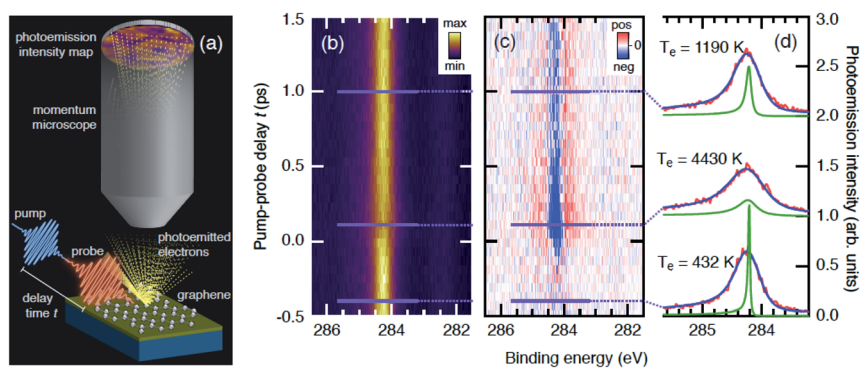 photoemission
intensity map
(a)
momentum
microscope
pump
probe
photoemitted
electrons
graphene
delay
time t
Pump-probe delay t (ps)
1.5
1.0
0.5
0.0
-0.5
(b)
max
min
286
284
282
(c)
pos
0
neg
286
284
282
Binding energy (eV)
(d)
Te = 1190 K
Te = 4430 K
Te = 432 K
285
284
3.0
2.5
2.0
1.5
1.0
0.5
0.0
Photoemission intensity (arb. units)